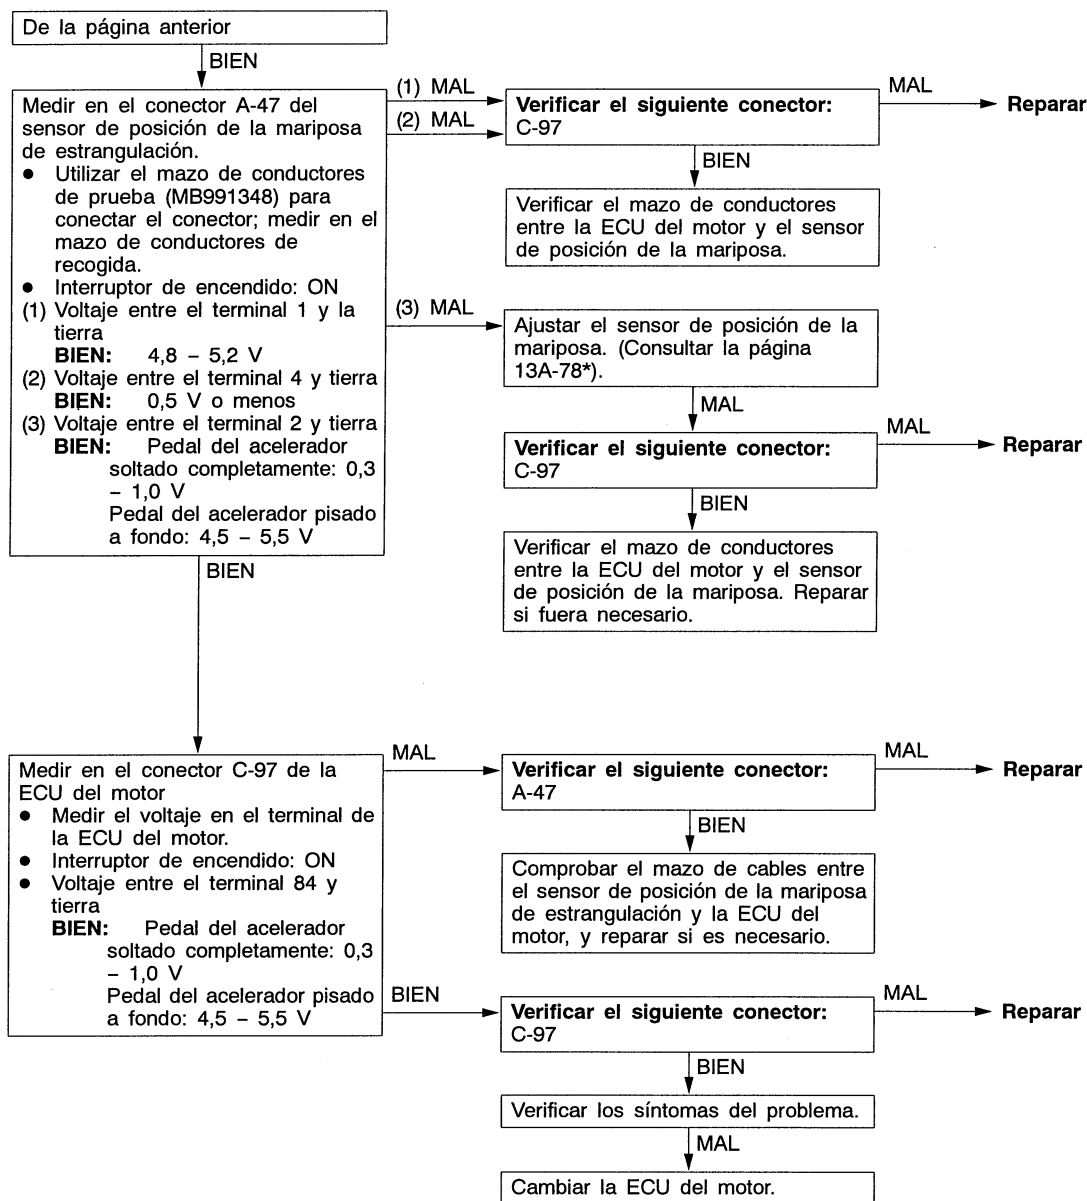 De la página anterior
BIEN
Medir en el conector A-47 del
sensor de posición de la mariposa
de estrangulación.
● Utilizar el mazo de conductores
de prueba (MB991348) para
conectar el conector; medir en el
mazo de conductores de
recogida.
● Interruptor de encendido: ON
(1) Voltaje entre el terminal 1 y la
tierra
BIEN: 4,8 – 5,2 V
(2) Voltaje entre el terminal 4 y tierra
BIEN: 0,5 V o menos
(3) Voltaje entre el terminal 2 y tierra
BIEN: Pedal del acelerador
soltado completamente: 0,3
– 1,0 V
Pedal del acelerador pisado
a fondo: 4,5 – 5,5 V
(1) MAL
(2) MAL
Verificar el siguiente conector:
C-97
MAL
Reparar
BIEN
Verificar el mazo de conductores
entre la ECU del motor y el sensor
de posición de la mariposa.
(3) MAL
Ajustar el sensor de posición de la
mariposa. (Consultar la página
13A-78*).
MAL
Verificar el siguiente conector:
C-97
MAL
Reparar
BIEN
Verificar el mazo de conductores
entre la ECU del motor y el sensor
de posición de la mariposa. Reparar
si fuera necesario.
BIEN
Medir en el conector C-97 de la
ECU del motor
● Medir el voltaje en el terminal de
la ECU del motor.
● Interruptor de encendido: ON
● Voltaje entre el terminal 84 y
tierra
BIEN: Pedal del acelerador
soltado completamente: 0,3
– 1,0 V
Pedal del acelerador pisado
a fondo: 4,5 – 5,5 V
MAL
Verificar el siguiente conector:
A-47
MAL
Reparar
BIEN
Comprobar el mazo de cables entre
el sensor de posición de la mariposa
de estrangulación y la ECU del
motor, y reparar si es necesario.
BIEN
Verificar el siguiente conector:
C-97
MAL
Reparar
BIEN
Verificar los síntomas del problema.
MAL
Cambiar la ECU del motor.